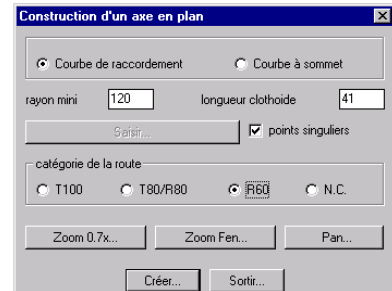 Construction d'un axe en plan
Courbe de raccordement Courbe à sommet
rayon mini 120 longueur clothoide 41
Saisir... points singuliers
catégorie de la route
T100 T80/R80 R60 N.C.
Zoom 0.7x... Zoom Fen... Pan...
Créer... Sortir...